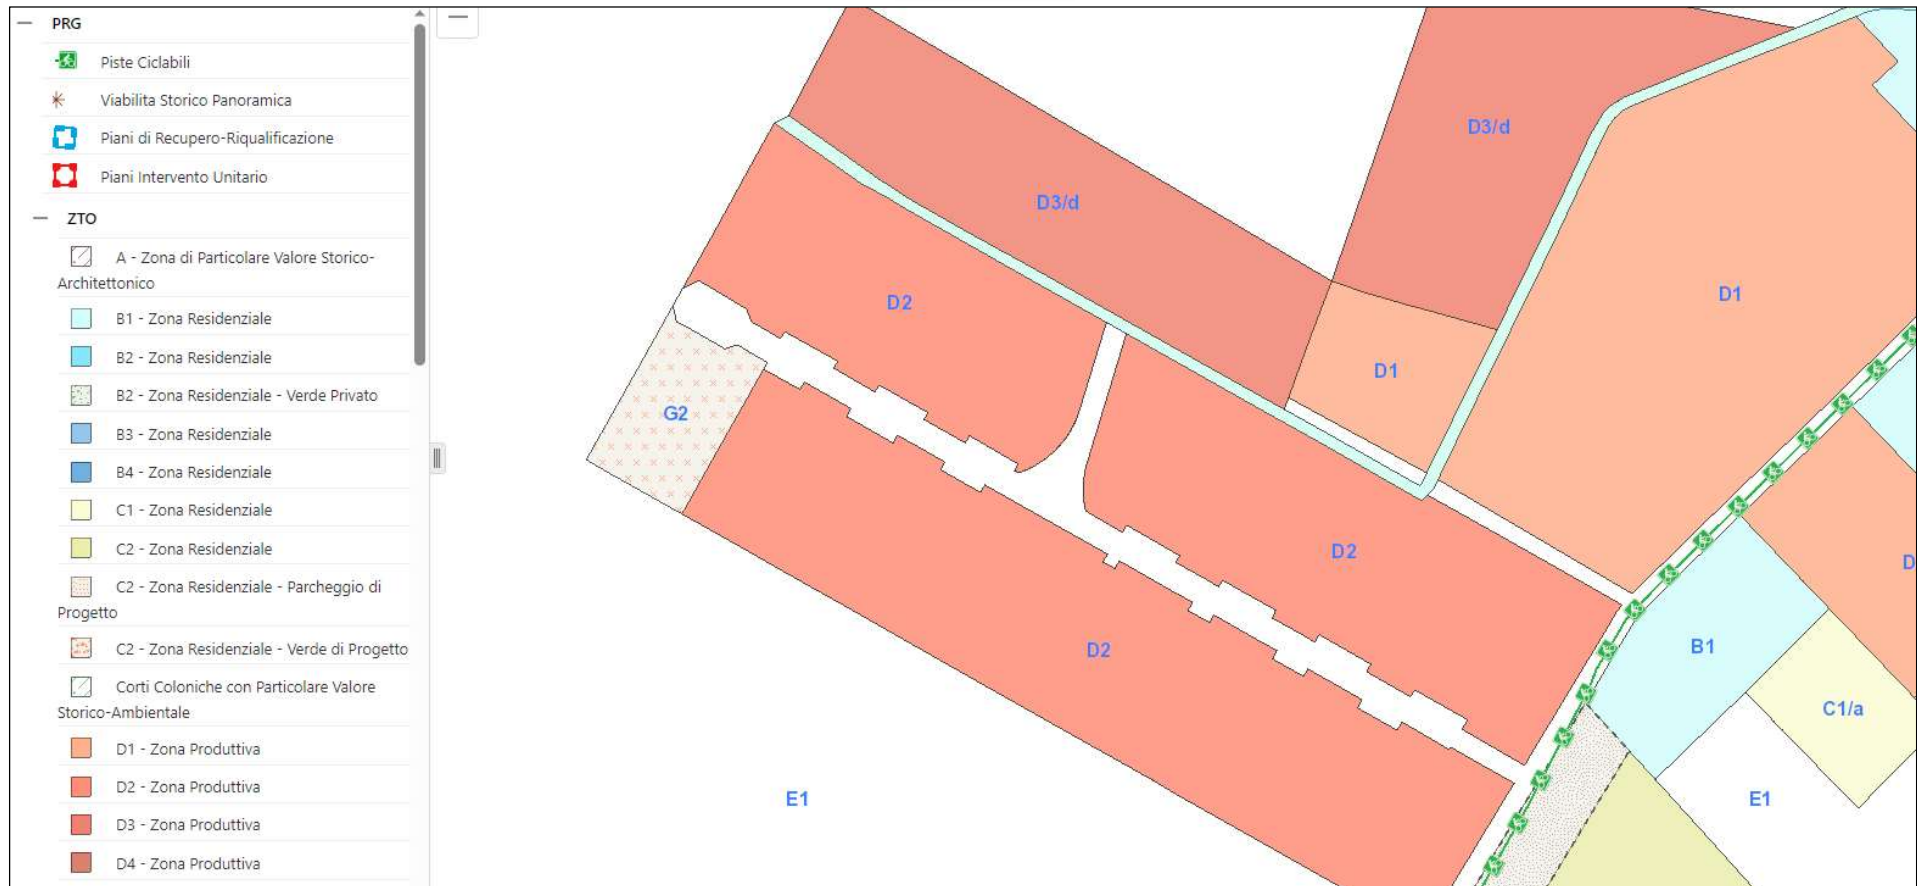 PRG
Piste Ciclabili
Viabilita Storico Panoramica
Piani di Recupero-Riqualificazione
Piani Intervento Unitario
ZTO
A - Zona di Particolare Valore Storico-
Architettonico
B1 - Zona Residenziale
B2 - Zona Residenziale
B2 - Zona Residenziale - Verde Privato
B3 - Zona Residenziale
B4 - Zona Residenziale
C1 - Zona Residenziale
C2 - Zona Residenziale
C2 - Zona Residenziale - Parcheggio di
Progetto
C2 - Zona Residenziale - Verde di Progetto
Corti Coloniche con Particolare Valore
Storico-Ambientale
D1 - Zona Produttiva
D2 - Zona Produttiva
D3 - Zona Produttiva
D4 - Zona Produttiva
D3/d
D3/d
D1
D2
D1
G2
D2
D
D2
B1
C1/a
E1
E1